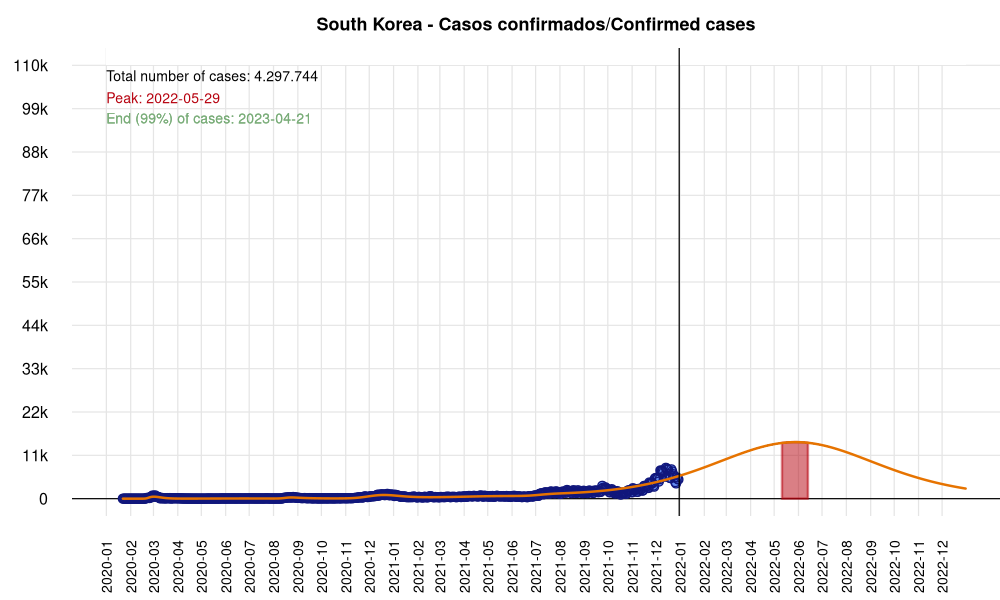 South Korea - Casos confirmados/Confirmed cases
Total number of cases: 4.297.744
Peak: 2022-05-29
End (99%) of cases: 2023-04-21
110k
99k
88k
77k
66k
55k
44k
33k
22k
11k
0
2020-01
2020-02
2020-03
2020-04
2020-05
2020-06
2020-07
2020-08
2020-09
2020-10
2020-11
2020-12
2021-01
2021-02
2021-03
2021-04
2021-05
2021-06
2021-07
2021-08
2021-09
2021-10
2021-11
2021-12
2022-01
2022-02
2022-03
2022-04
2022-05
2022-06
2022-07
2022-08
2022-09
2022-10
2022-11
2022-12